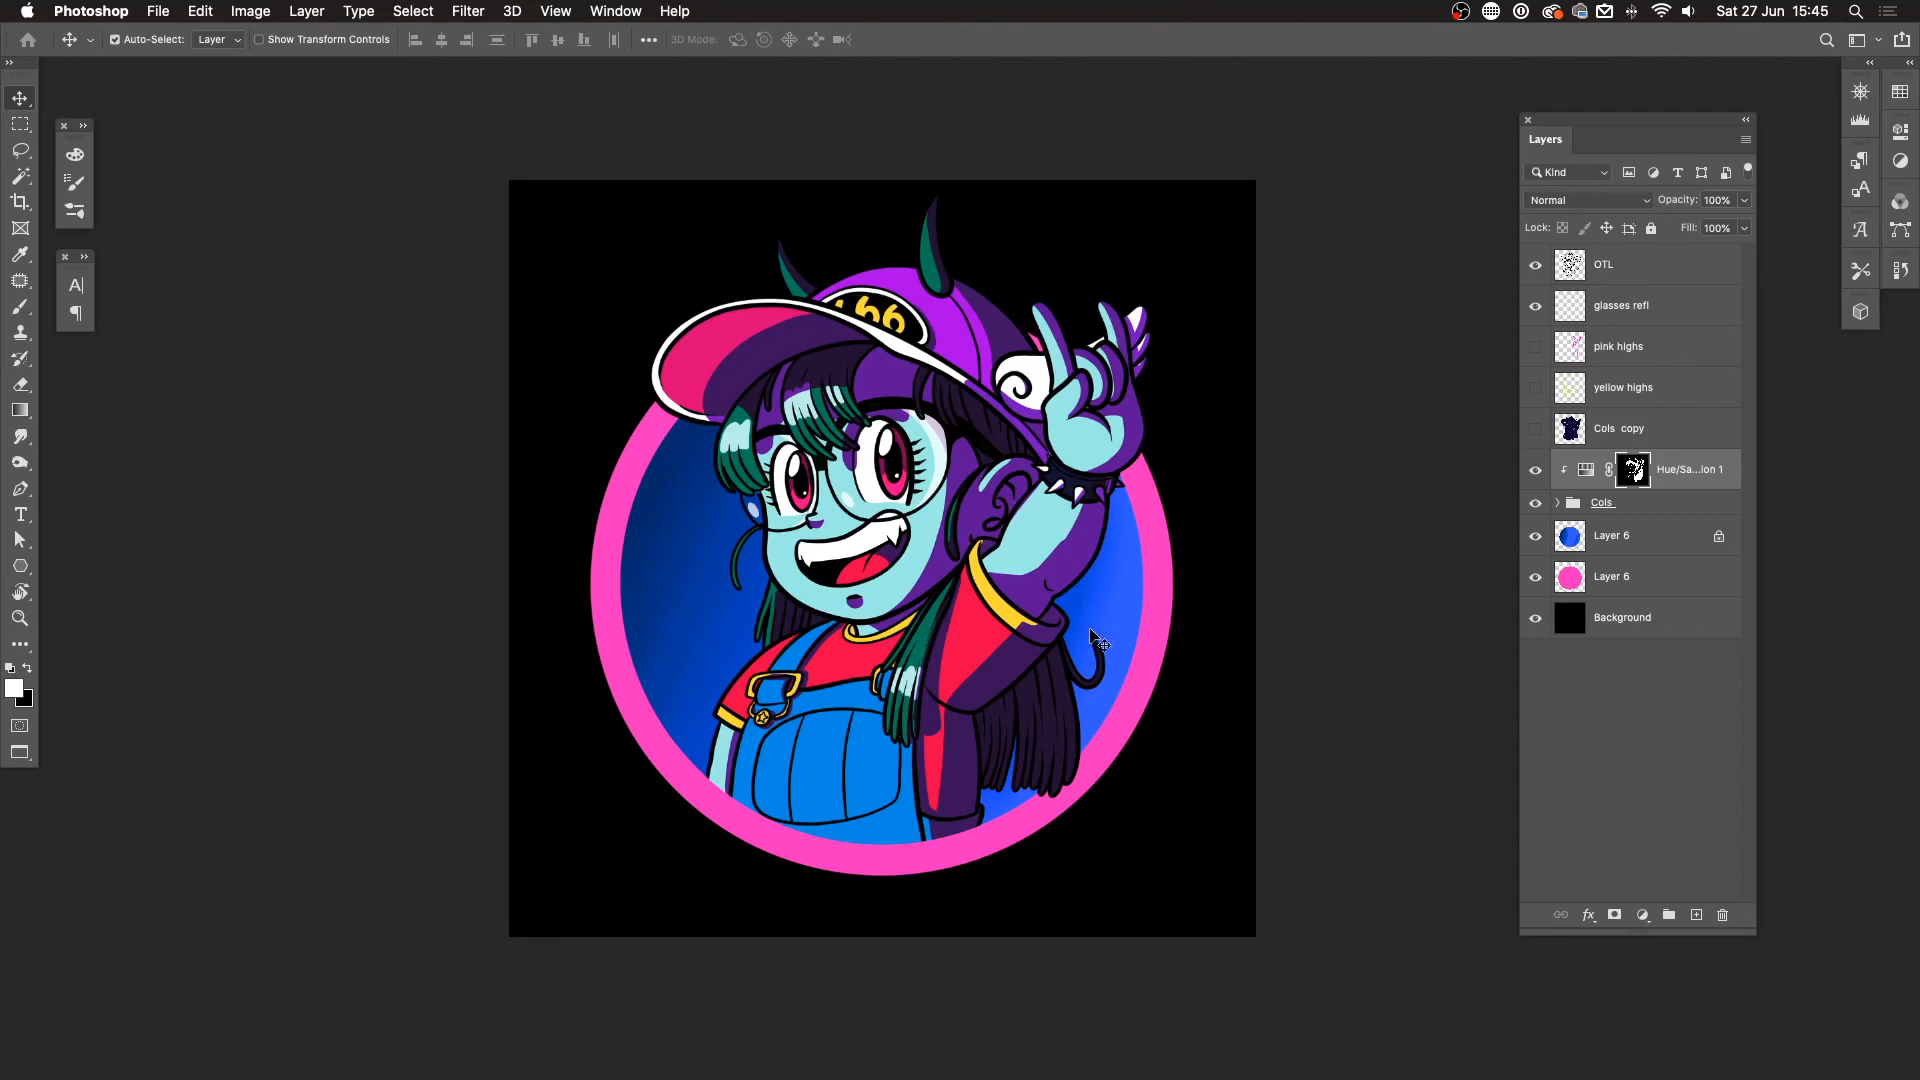 Photoshop File Edit Image Layer Type Select Filter 3D View Window Help Sat 27 Jun 15:45
Auto-Select: Layer Show Transform Controls 3D Mode:
Layers
Kind
Normal Opacity: 100%
Lock: Fill: 100%
OTL
glasses refl
pink highs
yellow highs
Cols copy
Hue/Sa...ion 1
Cols
Layer 6
Layer 6
Background